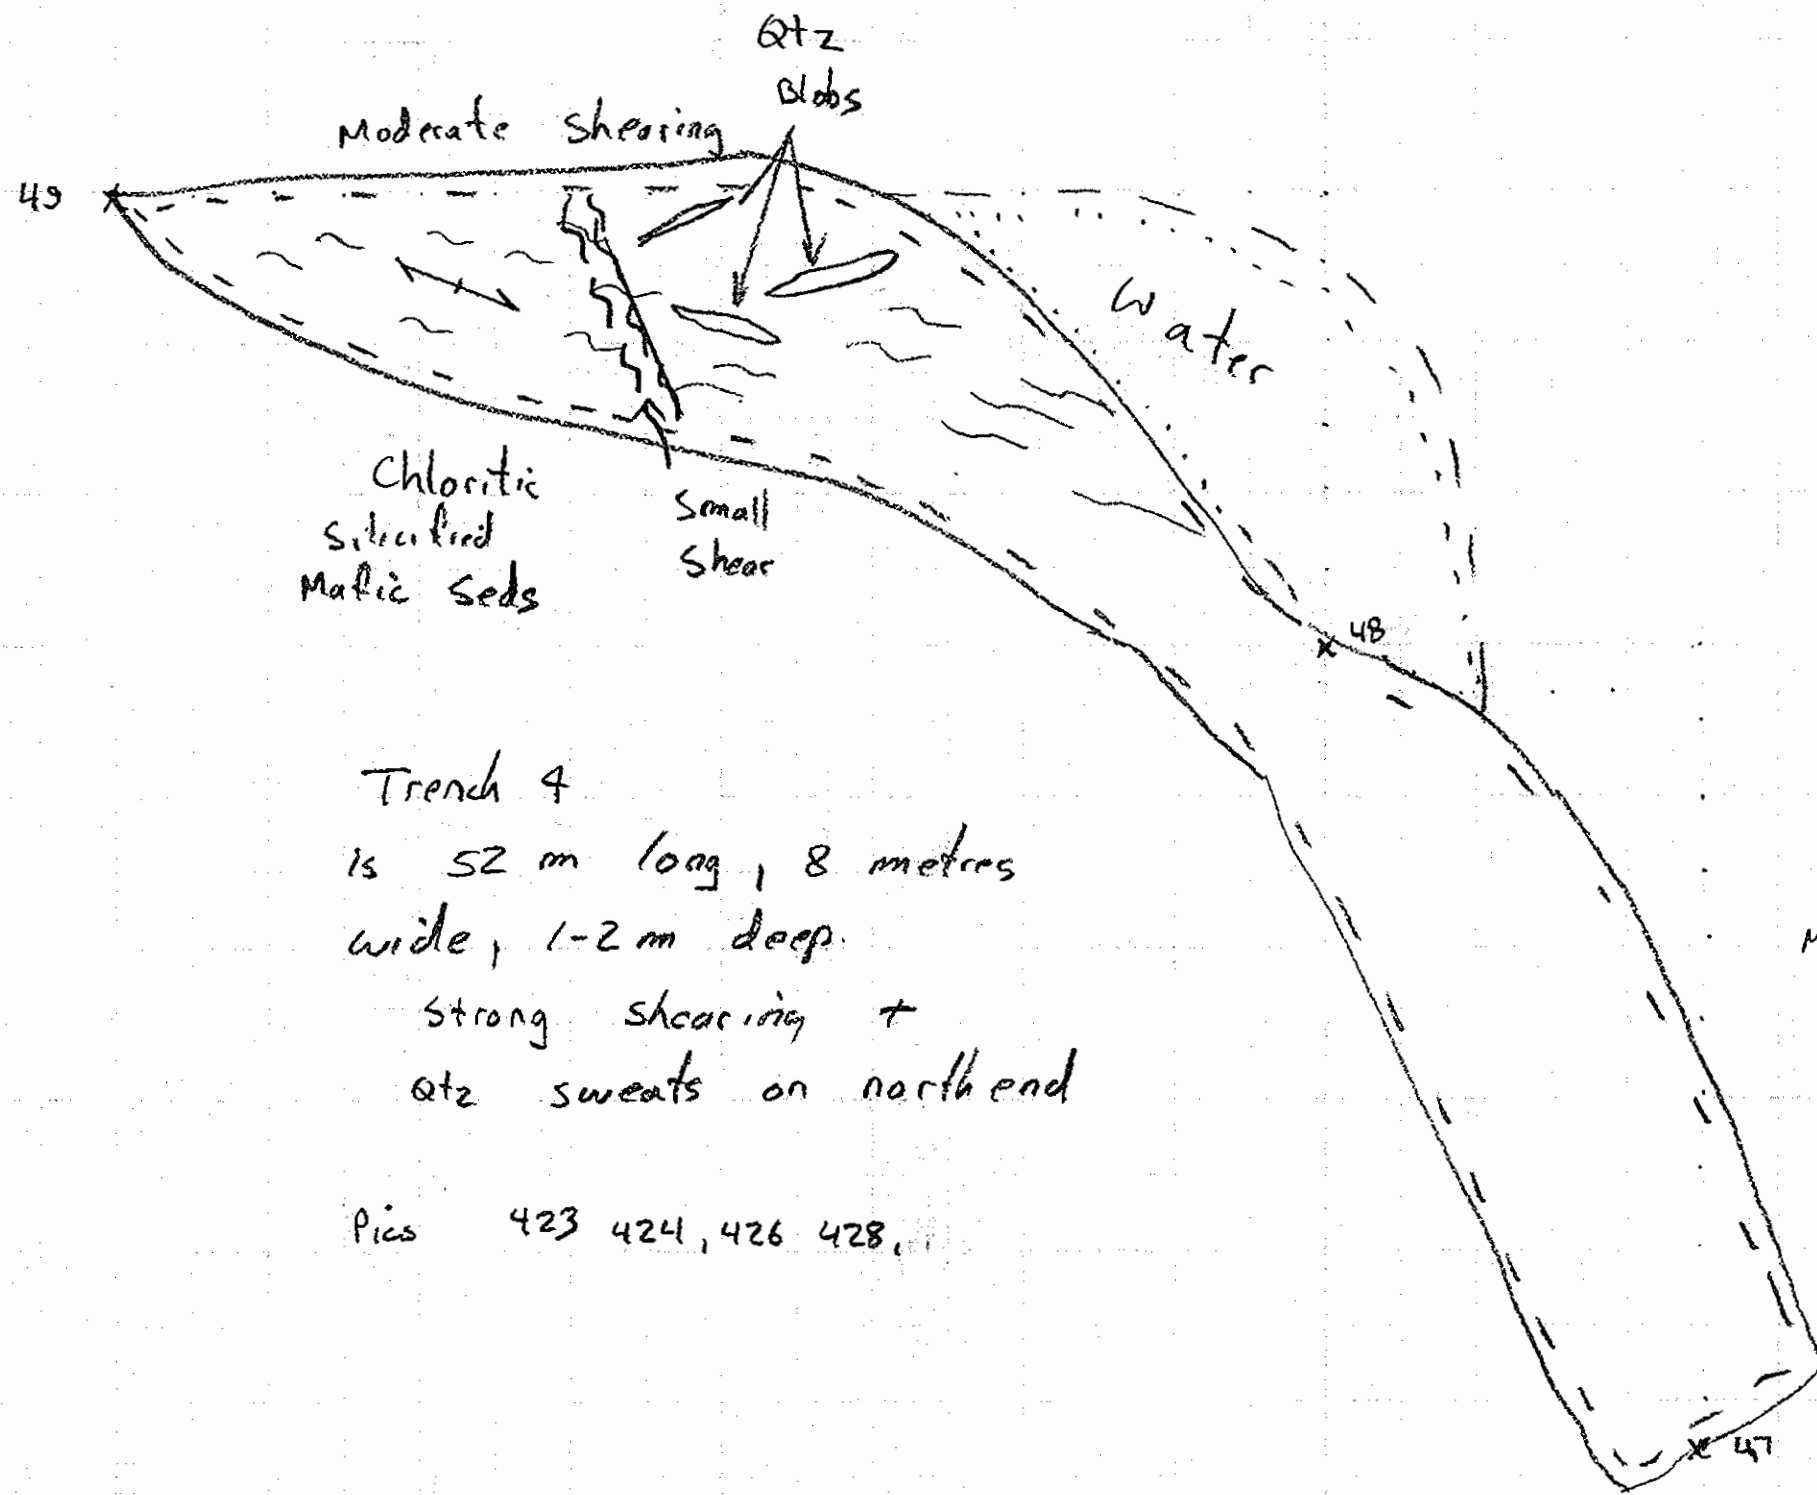 Qtz
Blobs
Moderate Shearing
49
Water
Chloritic
Silicified
Mafic Seds
Small
Shear
48
Trench 4
is 52 m long, 8 metres
wide, 1-2 m deep.
Strong shearing +
Qtz sweats on north end
Pics 423 424, 426 428,
47